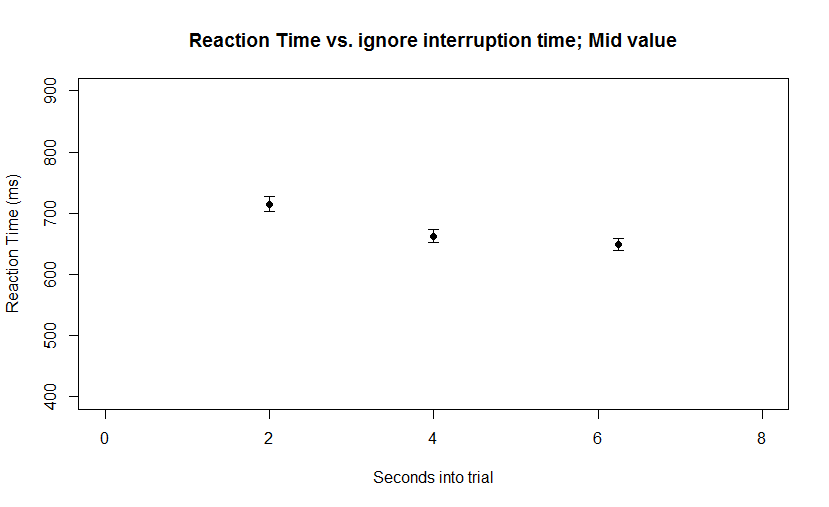 Reaction Time vs. ignore interruption time; Mid value
Reaction Time (ms)
900
800
700
600
500
400
0 2 4 6 8
Seconds into trial